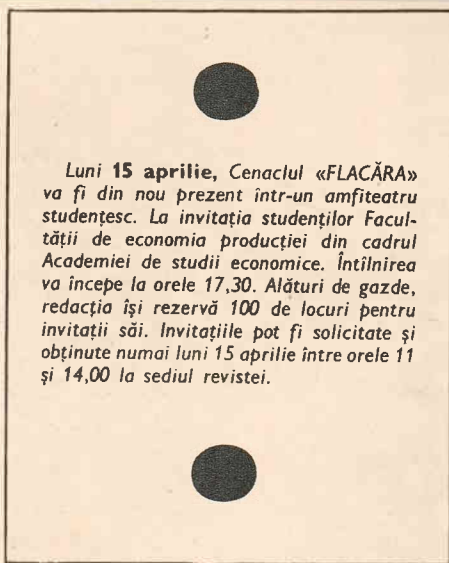 Luni 15 aprilie, Cenaclul «FLACĂRA»
va fi din nou prezent într-un amfiteatru
studențesc. La invitația studenților Facul-
tății de economia producției din cadrul
Academiei de studii economice. Întîlnirea
va începe la orele 17,30. Alături de gazde,
redacția își rezervă 100 de locuri pentru
invitații săi. Invitațiile pot fi solicitate și
obținute numai luni 15 aprilie între orele 11
și 14,00 la sediul revistei.